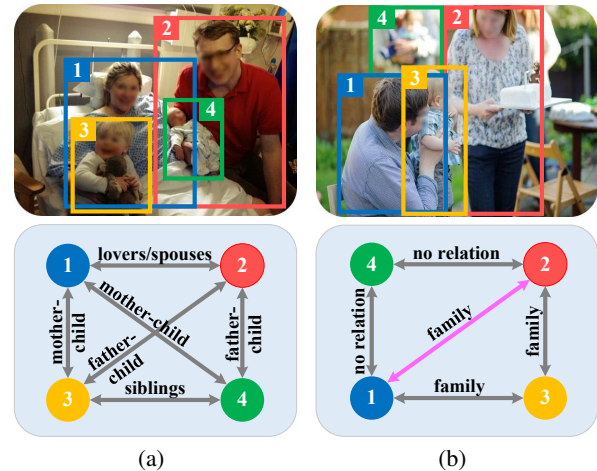 2
1
3
4
4
2
1
3
1
lovers/spouses
2
mother-
child
mother-child
father-
child
father-
child
3
siblings
4
4
no relation
2
no relation
family
family
1
family
3
(a)
(b)